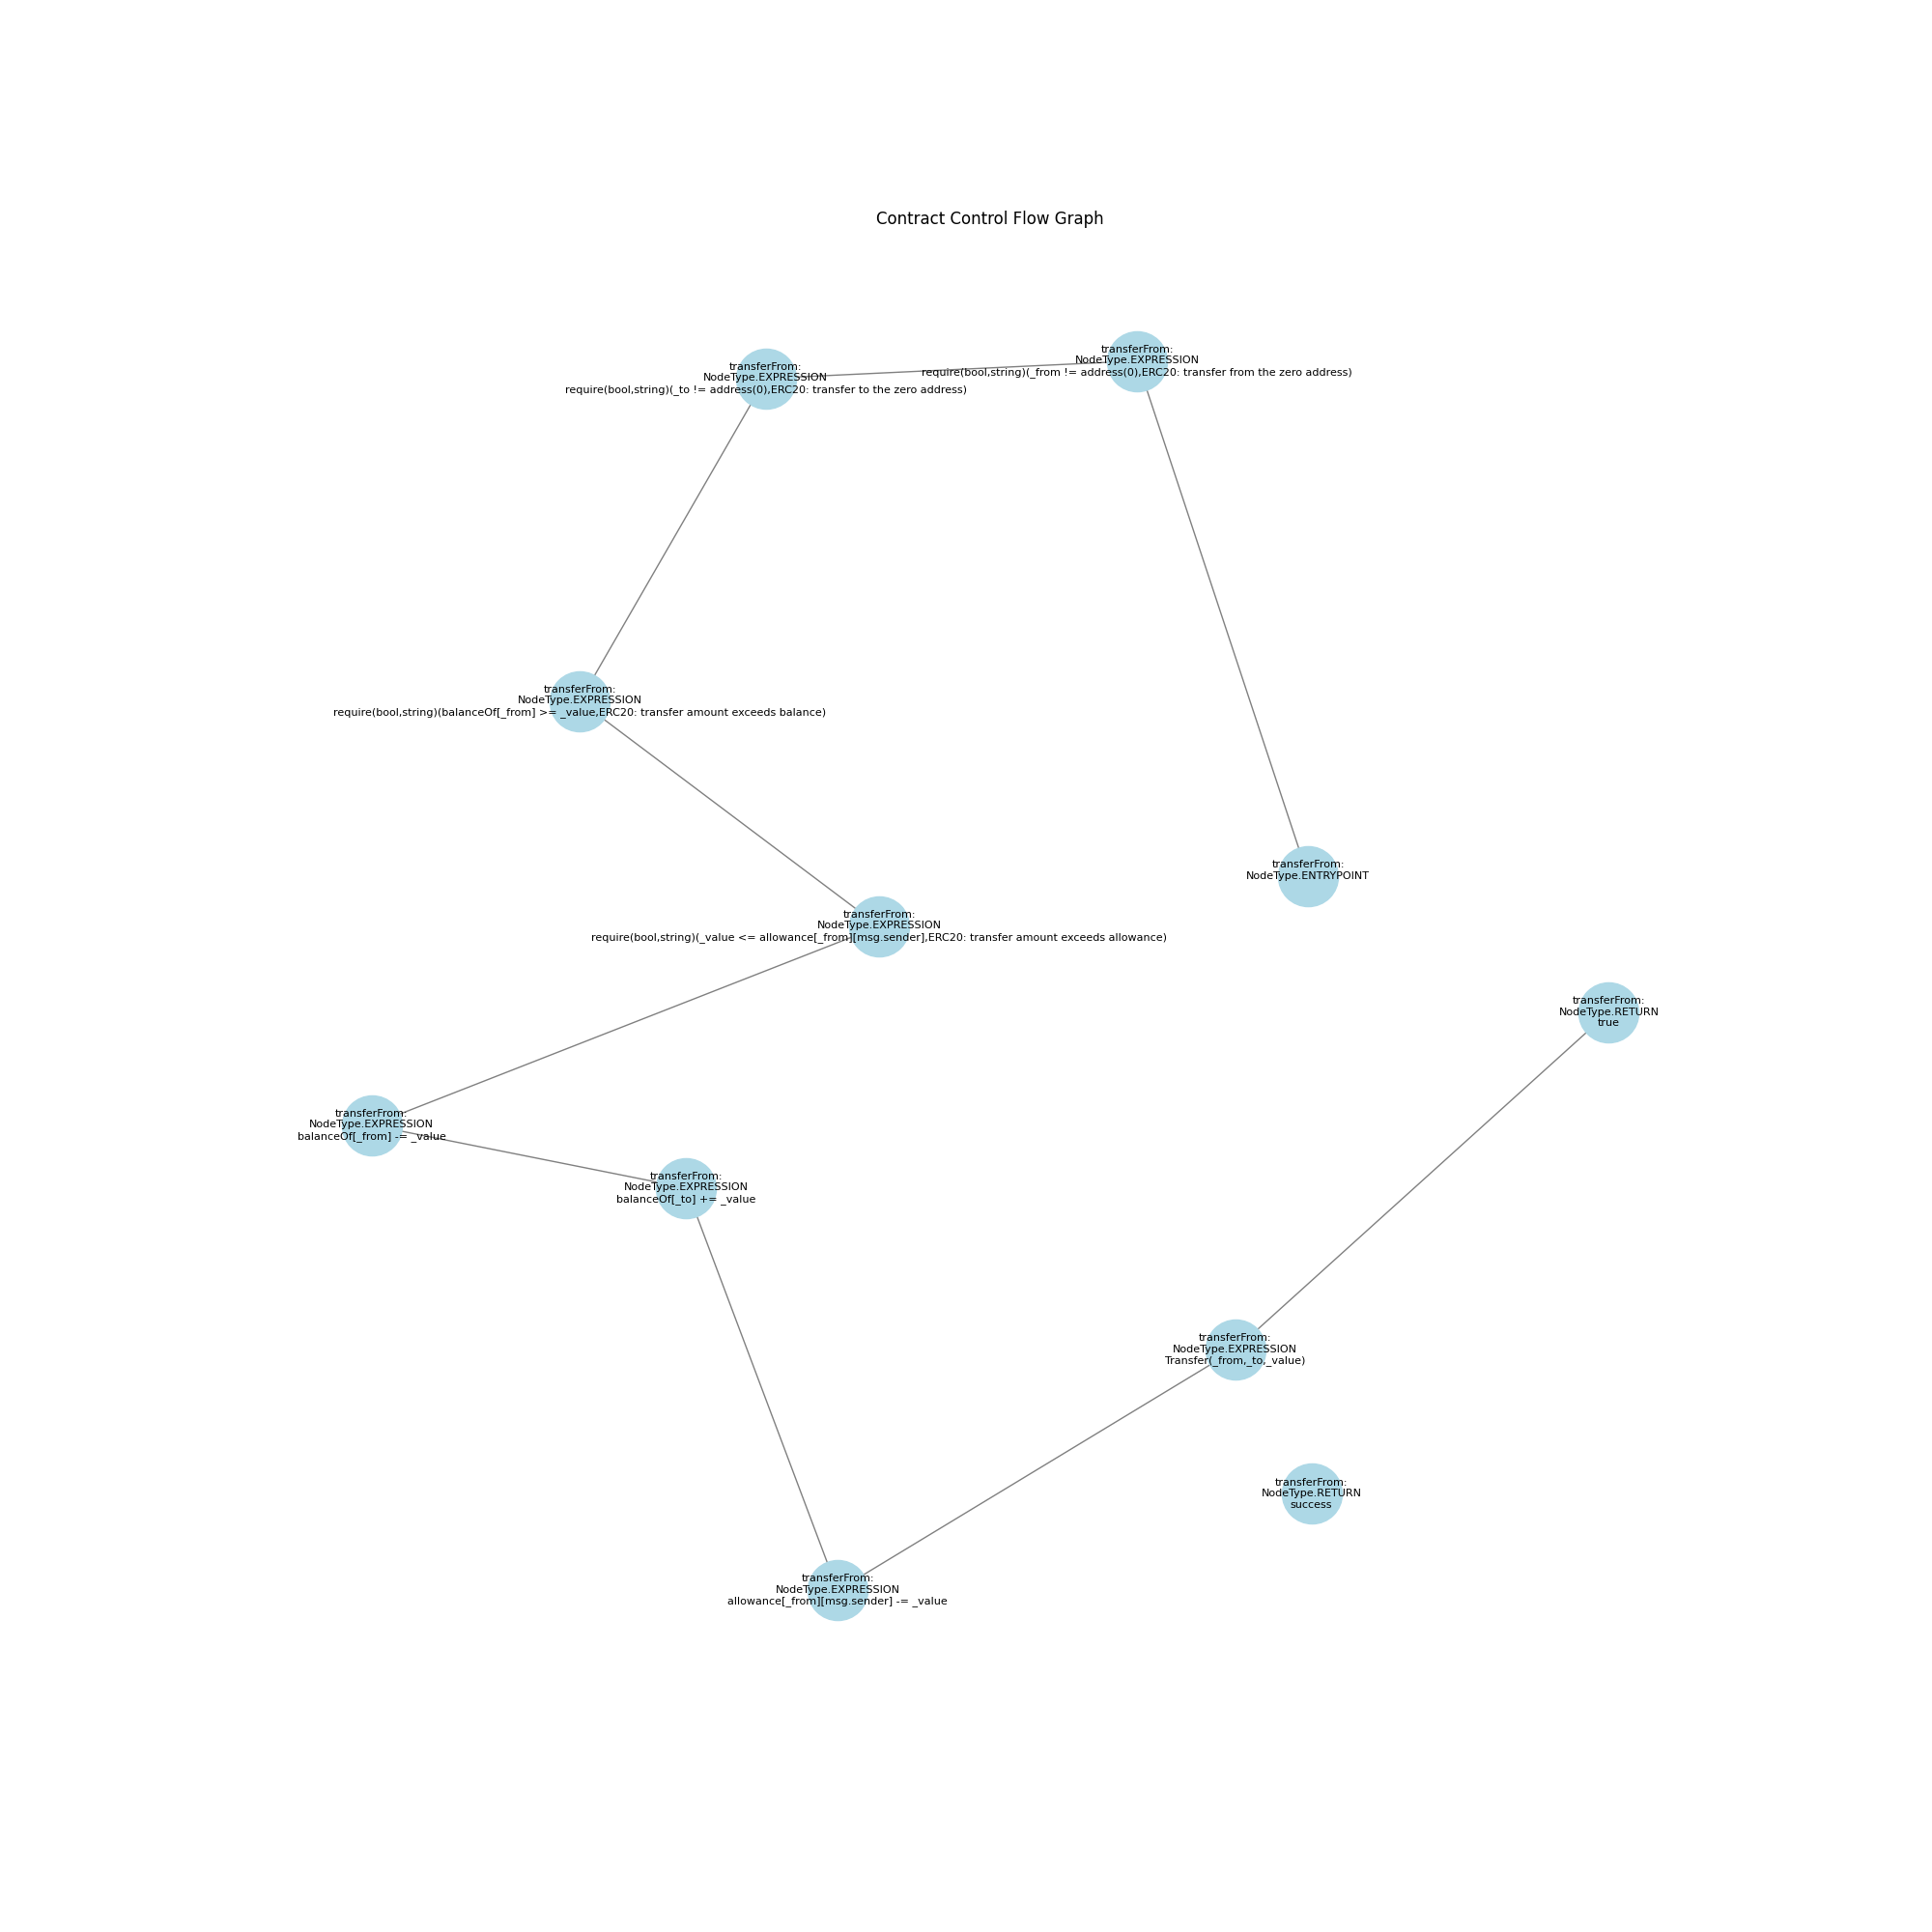 Contract Control Flow Graph
transferFrom:
NodeType.EXPRESSION
require(bool,string)(_from != address(0),ERC20: transfer from the zero address)
transferFrom:
NodeType.EXPRESSION
require(bool,string)(_to != address(0),ERC20: transfer to the zero address)
transferFrom:
NodeType.EXPRESSION
require(bool,string)(balanceOf[_from] >= _value,ERC20: transfer amount exceeds balance)
transferFrom:
NodeType.ENTRYPOINT
transferFrom:
NodeType.EXPRESSION
require(bool,string)(_value <= allowance[_from][msg.sender],ERC20: transfer amount exceeds allowance)
transferFrom:
NodeType.RETURN
true
transferFrom:
NodeType.EXPRESSION
balanceOf[_from] -= _value
transferFrom:
NodeType.EXPRESSION
balanceOf[_to] += _value
transferFrom:
NodeType.EXPRESSION
Transfer(_from,_to,_value)
transferFrom:
NodeType.RETURN
success
transferFrom:
NodeType.EXPRESSION
allowance[_from][msg.sender] -= _value